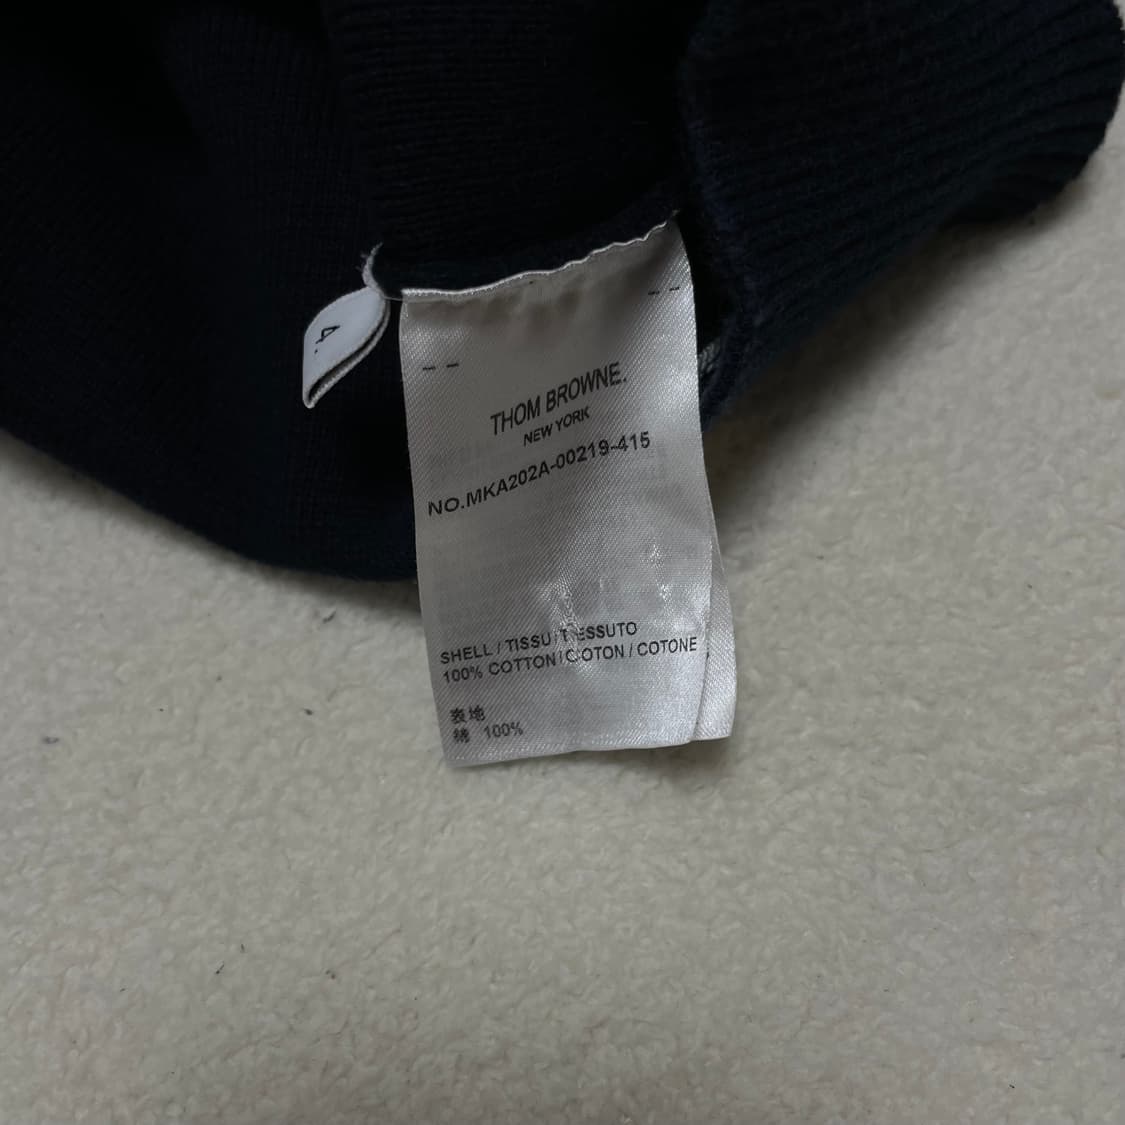 4.
THOM BROWNE.
NEW YORK
NO.MKA202A-00219-415
SHELL / TISSU / TESSUTO
100% COTTON / COTON / COTONE
表地
綿 100%